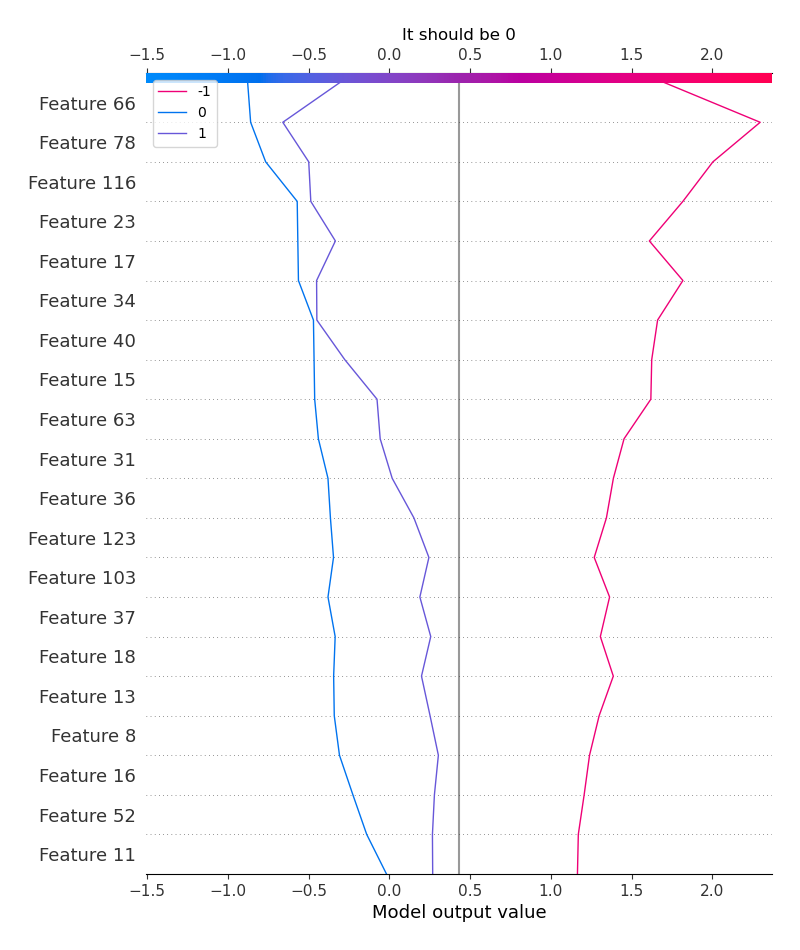 It should be 0
−1.5 −1.0 −0.5 0.0 0.5 1.0 1.5 2.0
-1
0
1
Feature 66
Feature 78
Feature 116
Feature 23
Feature 17
Feature 34
Feature 40
Feature 15
Feature 63
Feature 31
Feature 36
Feature 123
Feature 103
Feature 37
Feature 18
Feature 13
Feature 8
Feature 16
Feature 52
Feature 11
−1.5 −1.0 −0.5 0.0 0.5 1.0 1.5 2.0
Model output value